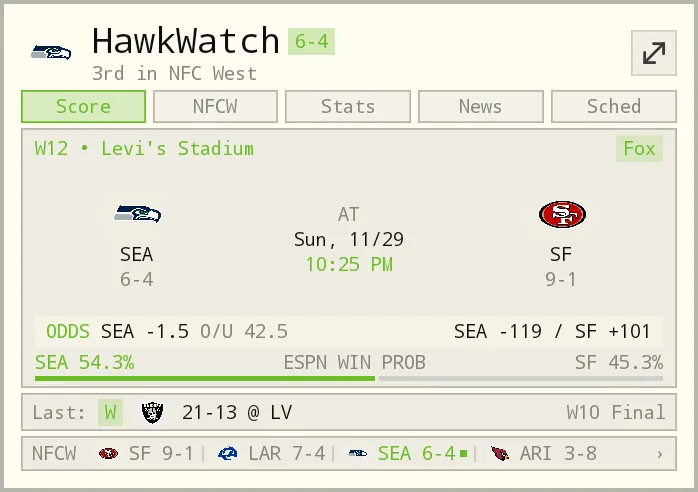 HawkWatch 6-4
3rd in NFC West
Score NFCW Stats News Sched
W12 • Levi's Stadium Fox
AT
Sun, 11/29
10:25 PM
SEA SF
6-4 9-1
ODDS SEA -1.5 O/U 42.5 SEA -119 / SF +101
SEA 54.3% ESPN WIN PROB SF 45.3%
Last: W 21-13 @ LV W10 Final
NFCW SF 9-1 | LAR 7-4 | SEA 6-4 | ARI 3-8 ›